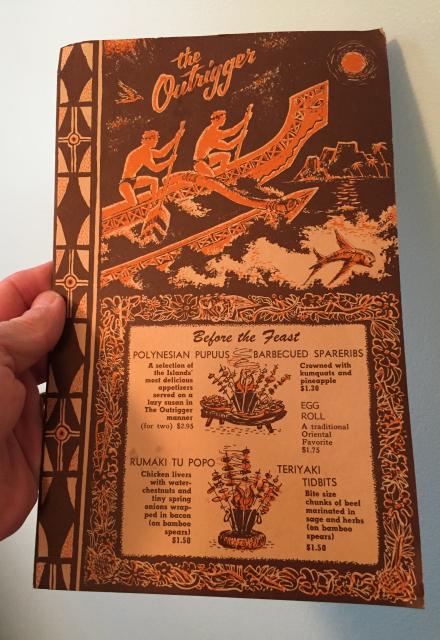 the
Outrigger
Before the Feast
POLYNESIAN PUPUUS
A selection of
the Islands'
most delicious
appetizers
served on a
lazy susan in
The Outrigger
manner
(for two) $2.95
BARBECUED SPARERIBS
Crowned with
kumquats and
pineapple
$1.30
EGG
ROLL
A traditional
Oriental
Favorite
$1.75
RUMAKI TU POPO
Chicken livers
with water-
chestnuts and
tiny spring
onions wrap-
ped in bacon
(on bamboo
spears)
$1.50
TERIYAKI
TIDBITS
Bite size
chunks of beef
marinated in
sage and herbs
(on bamboo
spears)
$1.50